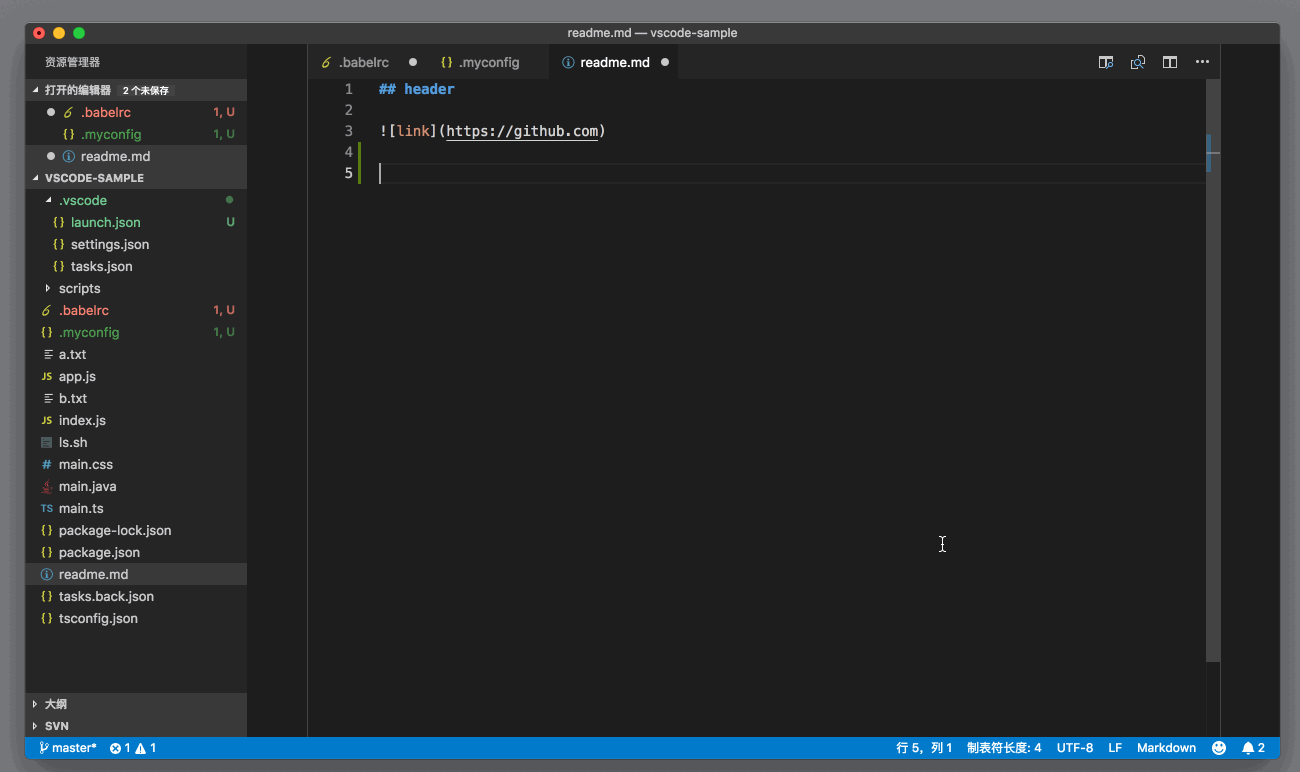 readme.md — vscode-sample
资源管理器
打开的编辑器 2 个未保存
.babelrc 1, U
{} .myconfig 1, U
readme.md
VSCODE-SAMPLE
.vscode
{} launch.json U
{} settings.json
{} tasks.json
scripts
.babelrc 1, U
{} .myconfig 1, U
a.txt
JS app.js
b.txt
JS index.js
ls.sh
# main.css
main.java
TS main.ts
{} package-lock.json
{} package.json
readme.md
{} tasks.back.json
{} tsconfig.json
大纲
SVN
.babelrc {} .myconfig readme.md
1 ## header
2
3 ![link](https://github.com)
4
5
master* 1 1 行 5，列 1 制表符长度: 4 UTF-8 LF Markdown 2